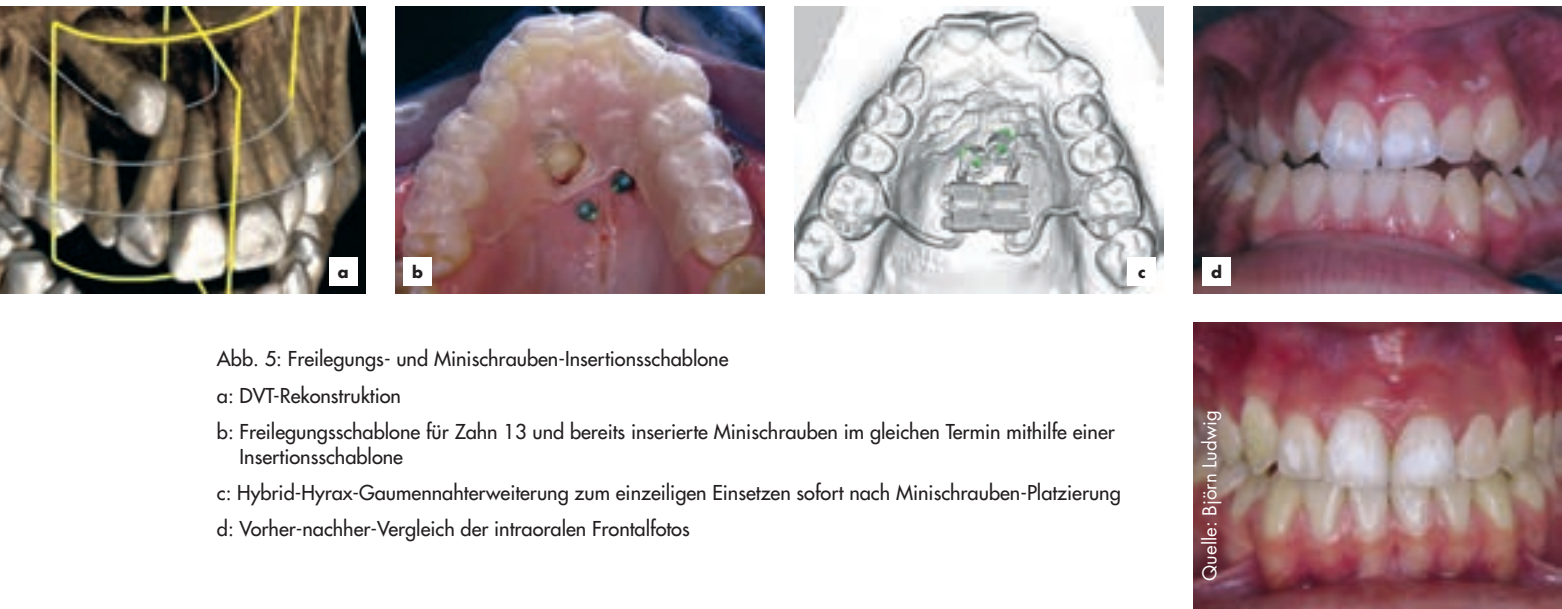 a
b
c
d
Abb. 5: Freilegungs- und Minischrauben-Insertionsschablone
a: DVT-Rekonstruktion
b: Freilegungsschablone für Zahn 13 und bereits inserierte Minischrauben im gleichen Termin mithilfe einer
Insertionsschablone
c: Hybrid-Hyrax-Gaumennahterweiterung zum einzeiligen Einsetzen sofort nach Minischrauben-Platzierung
d: Vorher-nachher-Vergleich der intraoralen Frontalfotos
Quelle: Björn Ludwig